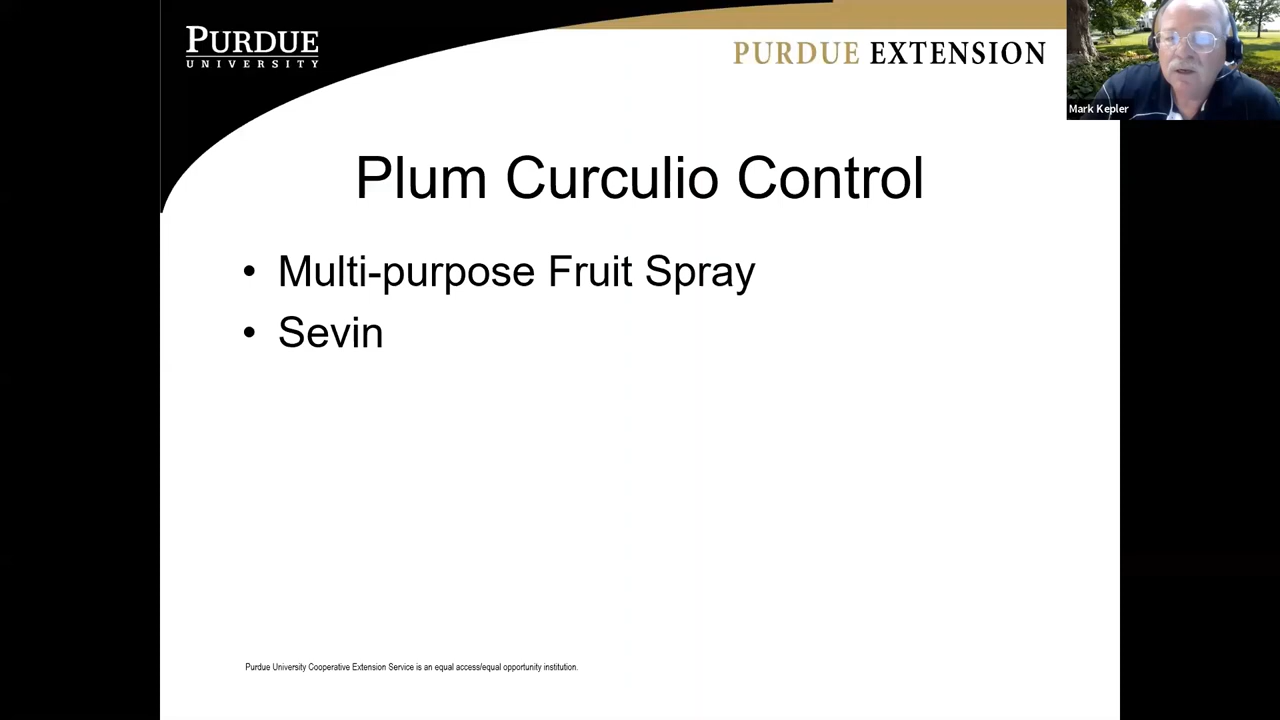 PURDUE
UNIVERSITY
PURDUE EXTENSION
Mark Kepler
Plum Curculio Control
• Multi-purpose Fruit Spray
• Sevin
Purdue University Cooperative Extension Service is an equal access/equal opportunity institution.